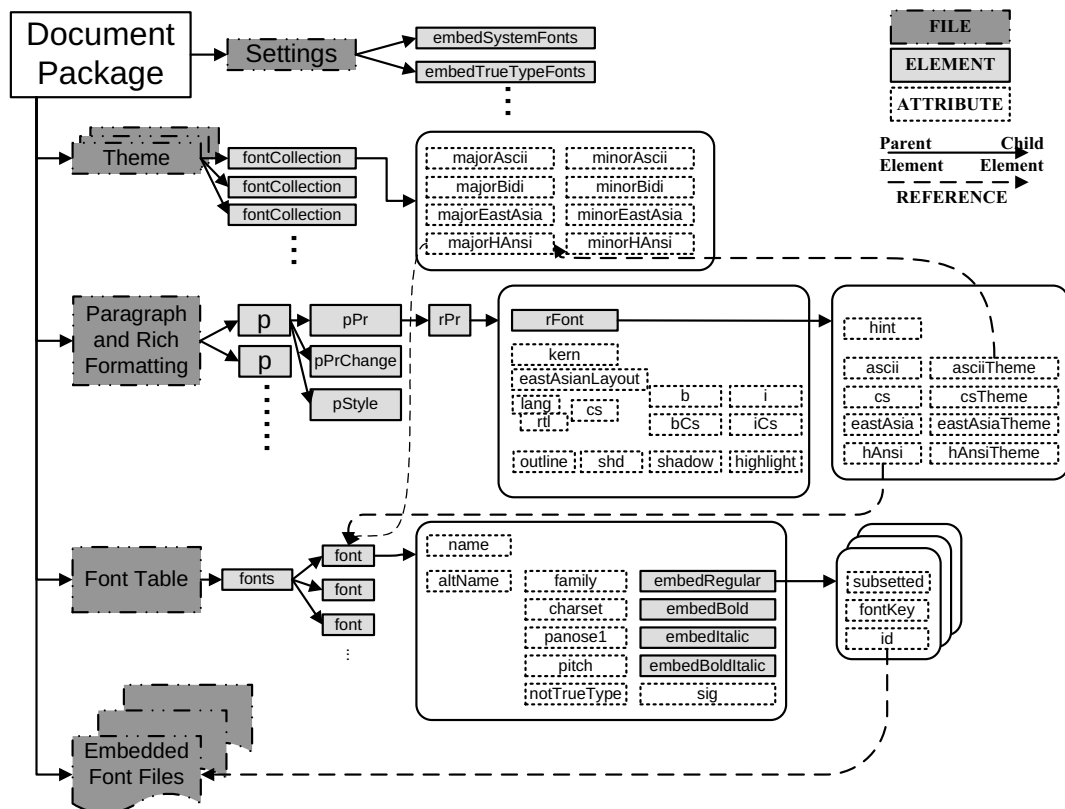 Document
Package
Settings
embedSystemFonts
embedTrueTypeFonts
FILE
ELEMENT
ATTRIBUTE
Parent Child
Element Element
REFERENCE
Theme
fontCollection
fontCollection
fontCollection
majorAscii minorAscii
majorBidi minorBidi
majorEastAsia minorEastAsia
majorHAnsi minorHAnsi
Paragraph
and Rich
Formatting
p
p
pPr
pPrChange
pStyle
rPr
rFont
kern
eastAsianLayout
lang
rtl
cs
b i
bCs iCs
outline shd shadow highlight
hint
ascii asciiTheme
cs csTheme
eastAsia eastAsiaTheme
hAnsi hAnsiTheme
Font Table
fonts
font
font
font
name
altName
family embedRegular
charset embedBold
panose1 embedItalic
pitch embedBoldItalic
notTrueType sig
subsetted
fontKey
id
Embedded
Font Files